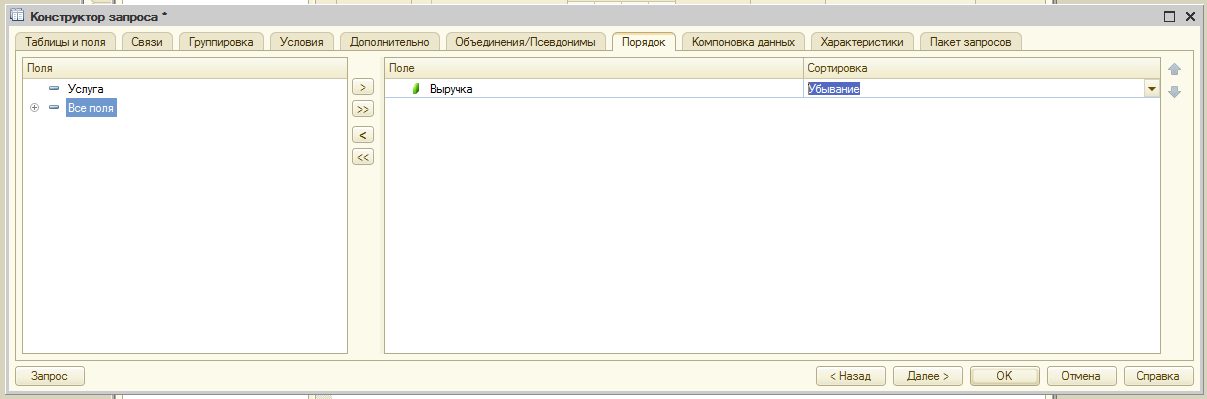 Конструктор запроса *
Таблицы и поля Связи Группировка Условия Дополнительно Объединения/Псевдонимы Порядок Компоновка данных Характеристики Пакет запросов
Поля
Услуга
Все поля
>
>>
<
<<
Поле Сортировка
Выручка Убывание
Запрос < Назад Далее > OK Отмена Справка